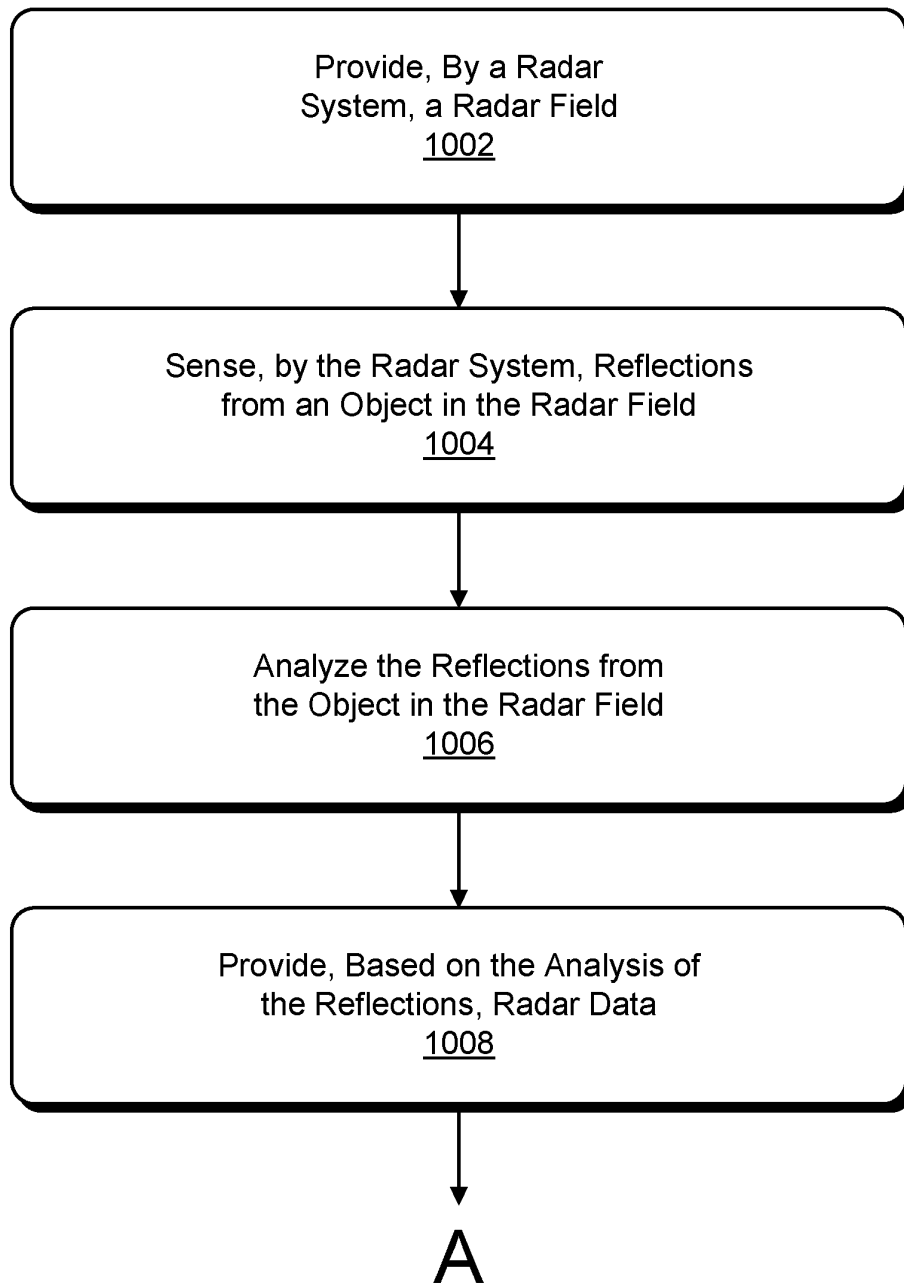 Provide, By a Radar
System, a Radar Field
1002
Sense, by the Radar System, Reflections
from an Object in the Radar Field
1004
Analyze the Reflections from
the Object in the Radar Field
1006
Provide, Based on the Analysis of
the Reflections, Radar Data
1008
A